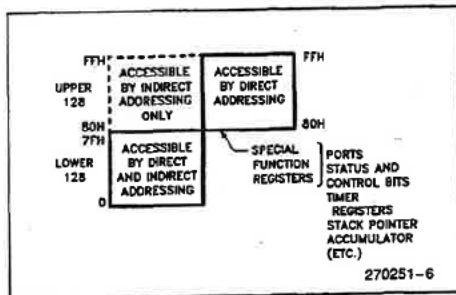 FFH
UPPER
128
80H
7FH
LOWER
128
0
ACCESSIBLE
BY INDIRECT
ADDRESSING
ONLY
ACCESSIBLE
BY DIRECT
ADDRESSING
FFH
80H
ACCESSIBLE
BY DIRECT
AND INDIRECT
ADDRESSING
SPECIAL
FUNCTION
REGISTERS
PORTS
STATUS AND
CONTROL BITS
TIMER
REGISTERS
STACK POINTER
ACCUMULATOR
(ETC.)
270251-6